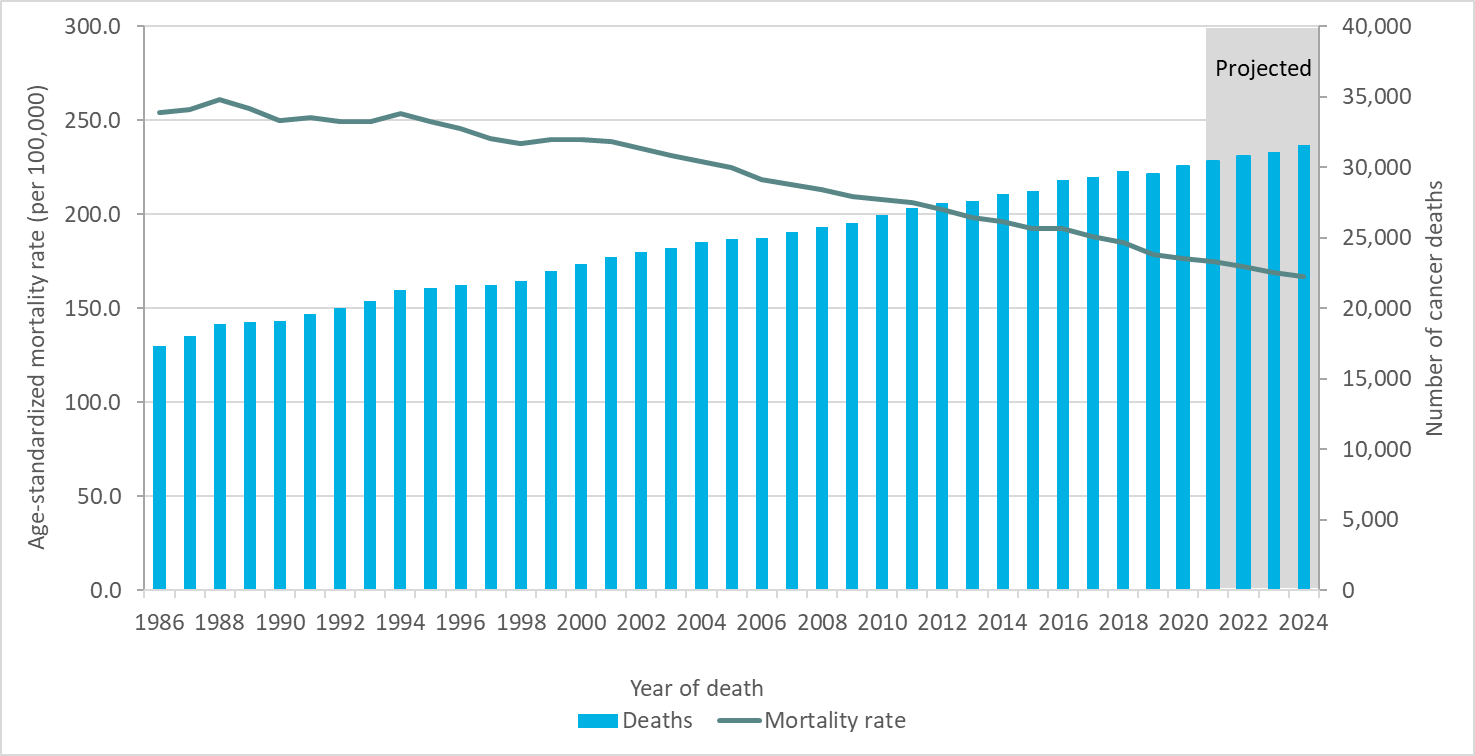 300.0
250.0
200.0
150.0
100.0
50.0
0.0
Age-standardized mortality rate (per 100,000)
40,000
35,000
30,000
25,000
20,000
15,000
10,000
5,000
0
Number of cancer deaths
Projected
1986 1988 1990 1992 1994 1996 1998 2000 2002 2004 2006 2008 2010 2012 2014 2016 2018 2020 2022 2024
Year of death
Deaths Mortality rate